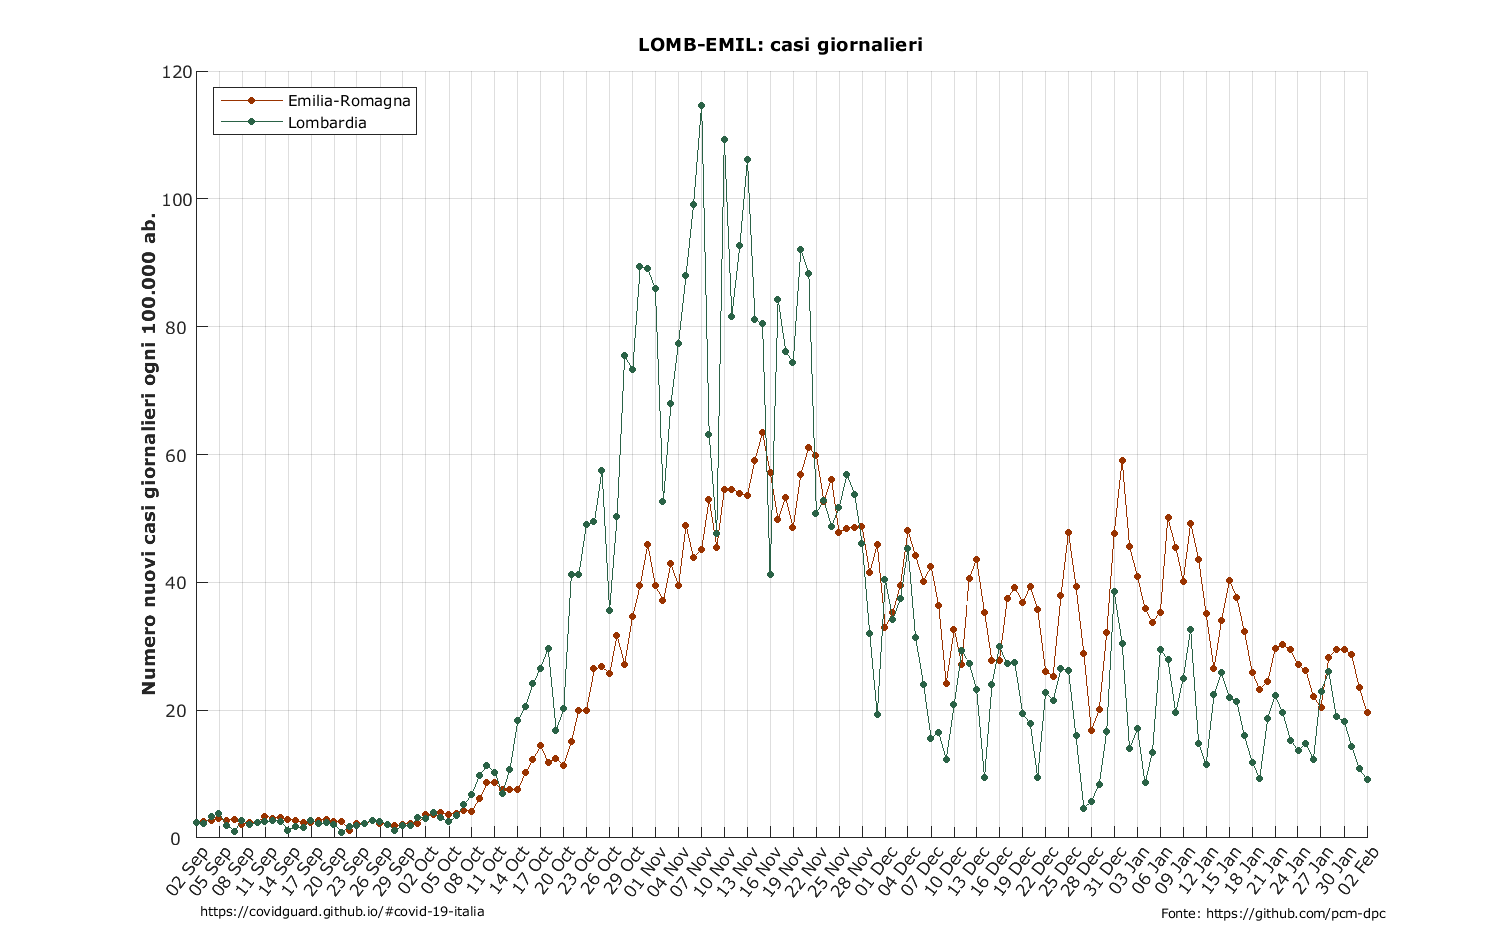 LOMB-EMIL: casi giornalieri
Emilia-Romagna
Lombardia
Numero nuovi casi giornalieri ogni 100.000 ab.
120
100
80
60
40
20
0
02 Sep
05 Sep
08 Sep
11 Sep
14 Sep
17 Sep
20 Sep
23 Sep
26 Sep
29 Sep
02 Oct
05 Oct
08 Oct
11 Oct
14 Oct
17 Oct
20 Oct
23 Oct
26 Oct
29 Oct
01 Nov
04 Nov
07 Nov
10 Nov
13 Nov
16 Nov
19 Nov
22 Nov
25 Nov
28 Nov
01 Dec
04 Dec
07 Dec
10 Dec
13 Dec
16 Dec
19 Dec
22 Dec
25 Dec
28 Dec
31 Dec
03 Jan
06 Jan
09 Jan
12 Jan
15 Jan
18 Jan
21 Jan
24 Jan
27 Jan
30 Jan
02 Feb
https://covidguard.github.io/#covid-19-italia
Fonte: https://github.com/pcm-dpc